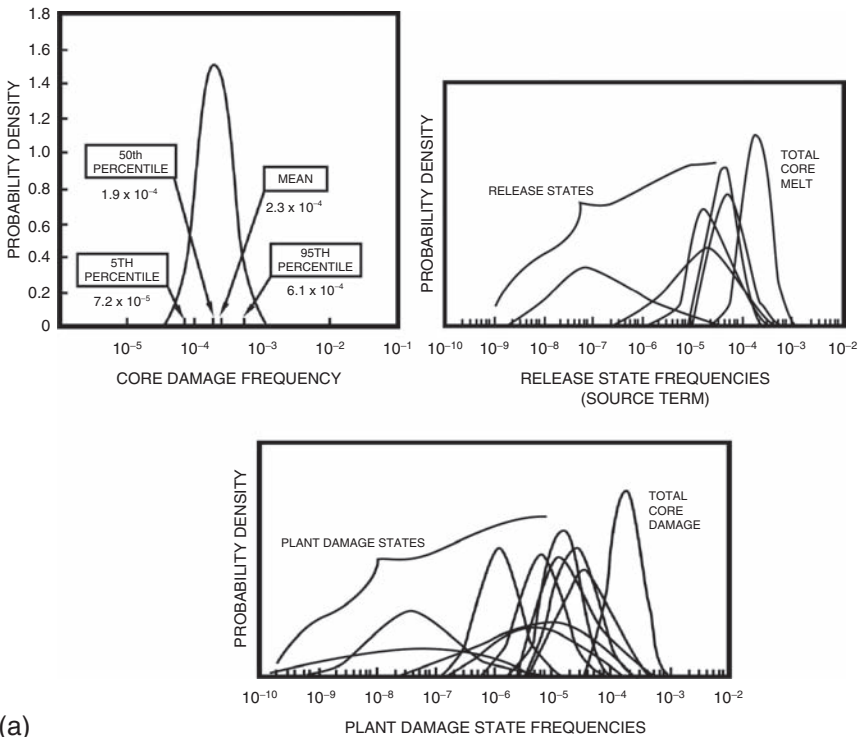 1.8
1.6
1.4
1.2
1.0
0.8
0.6
0.4
0.2
0
PROBABILITY DENSITY
50th
PERCENTILE
1.9 x 10⁻⁴
MEAN
2.3 x 10⁻⁴
5TH
PERCENTILE
7.2 x 10⁻⁵
95TH
PERCENTILE
6.1 x 10⁻⁴
10⁻⁵ 10⁻⁴ 10⁻³ 10⁻² 10⁻¹
CORE DAMAGE FREQUENCY
PROBABILITY DENSITY
RELEASE STATES
TOTAL
CORE
MELT
10⁻¹⁰ 10⁻⁹ 10⁻⁸ 10⁻⁷ 10⁻⁶ 10⁻⁵ 10⁻⁴ 10⁻³ 10⁻²
RELEASE STATE FREQUENCIES
(SOURCE TERM)
PROBABILITY DENSITY
PLANT DAMAGE STATES
TOTAL
CORE
DAMAGE
10⁻¹⁰ 10⁻⁹ 10⁻⁸ 10⁻⁷ 10⁻⁶ 10⁻⁵ 10⁻⁴ 10⁻³ 10⁻²
PLANT DAMAGE STATE FREQUENCIES
(a)